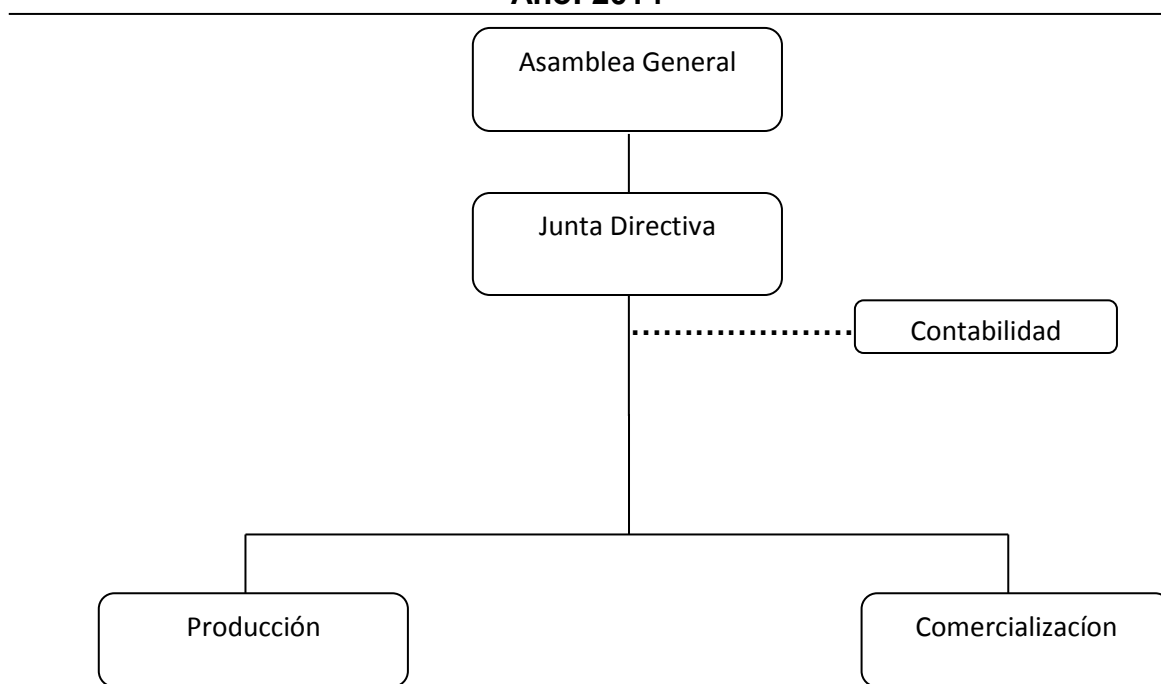 Asamblea General
Junta Directiva
Contabilidad
Producción
Comercializacíon